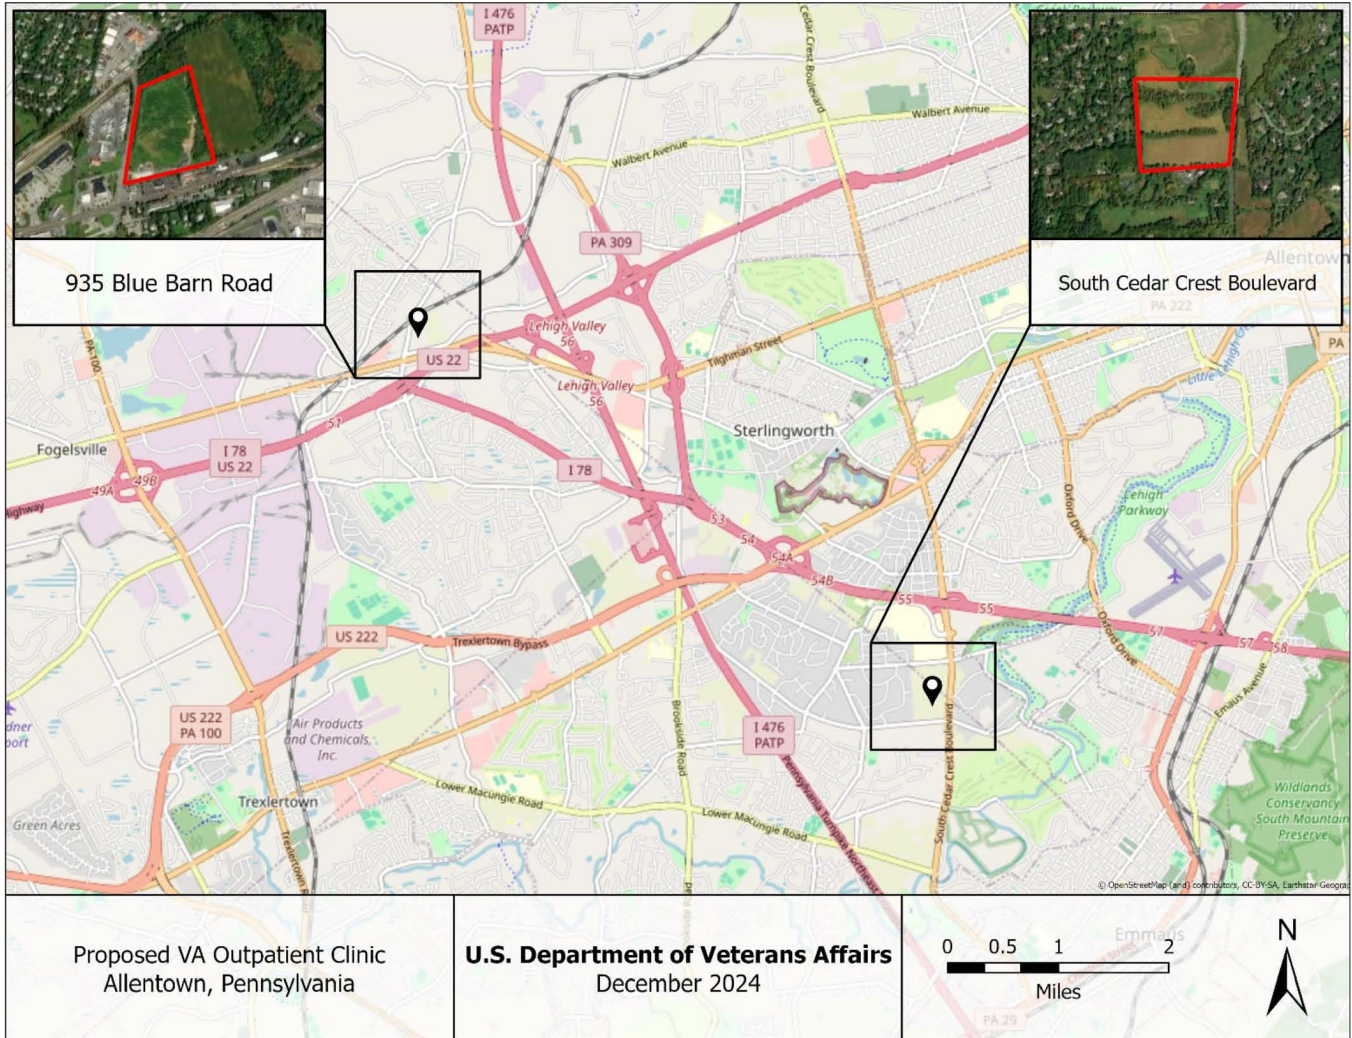 I 476
PATP
Cedar Crest Boulevard
Walbert Avenue
Walbert Avenue
PA 309
935 Blue Barn Road
South Cedar Crest Boulevard
Allentown
PA 222
PA
Little Lehigh
Lehigh Valley
56
US 22
Tilghman Street
Lehigh Valley
56
PA-100
51
Fogelsville
Sterlingworth
I 78
US 22
I 78
49A
49B
Highway
53
54
54A
54B
55
55
57
57
58
Oxford Drive
Oxford Drive
Lehigh
Parkway
Emaus Avenue
US 222
Trexlertown Bypass
US 222
PA 100
Air Products
and Chemicals,
Inc.
I 476
PATP
Brookside Road
Pennsylvania Turnpike Northeast
South Cedar Crest Boulevard
Trexlertown
Green Acres
Lower Macungie Road
Lower Macungie Road
Wildlands
Conservancy
South Mountain
Preserve
© OpenStreetMap (and) contributors, CC-BY-SA, Earthstar Geogra
Proposed VA Outpatient Clinic
Allentown, Pennsylvania
U.S. Department of Veterans Affairs
December 2024
Emmaus
PA 29
0 0.5 1 2
Miles
N